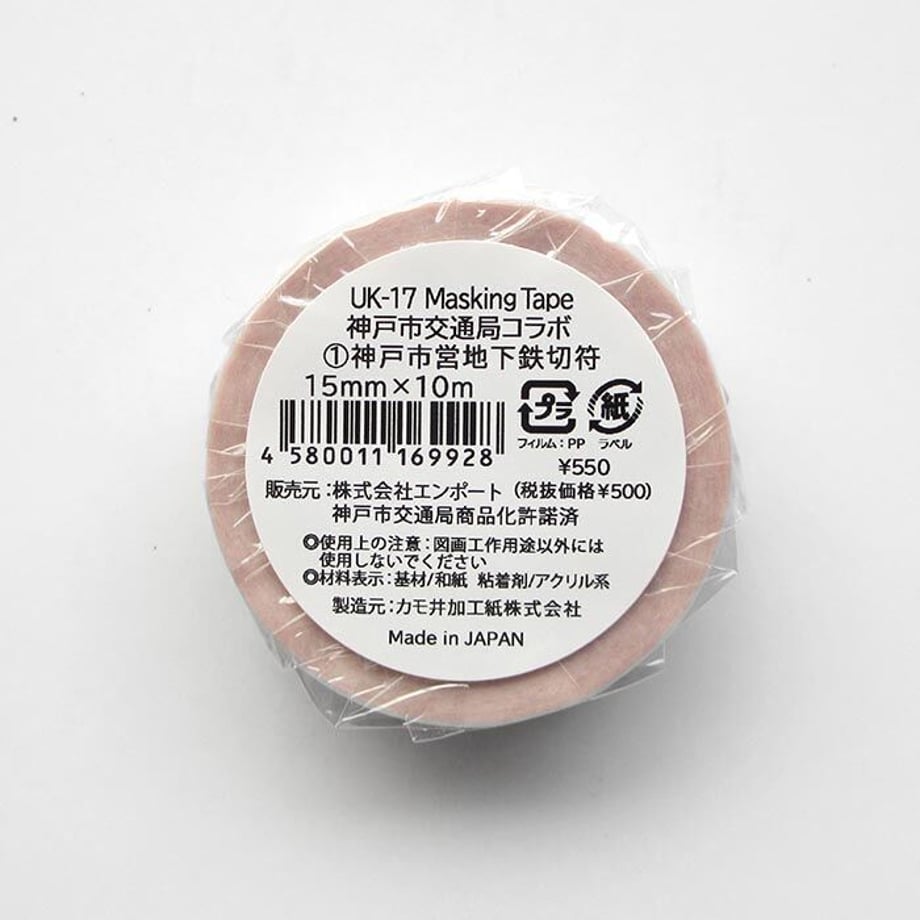 UK-17 Masking Tape
神戸市交通局コラボ
①神戸市営地下鉄切符
15mm×10m
プラ 紙
フィルム：PP ラベル
4 580011 169928
¥550
販売元：株式会社エンポート（税抜価格¥500）
神戸市交通局商品化許諾済
◎使用上の注意：図画工作用途以外には
使用しないでください
◎材料表示：基材/和紙 粘着剤/アクリル系
製造元：カモ井加工紙株式会社
Made in JAPAN